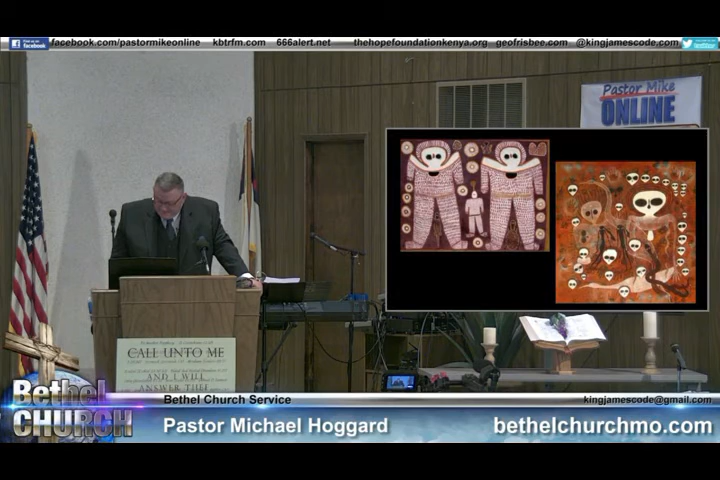 facebook.com/pastormikeonline kbtrfm.com 666alert.net thehopefoundationkenya.org geofrisbee.com @kingjamescode.com
Pastor Mike
ONLINE
CALL UNTO ME
AND I WILL
ANSWER THEE
Bethel Church Service kingjamescode@gmail.com
Bethel
CHURCH
Pastor Michael Hoggard bethelchurchmo.com